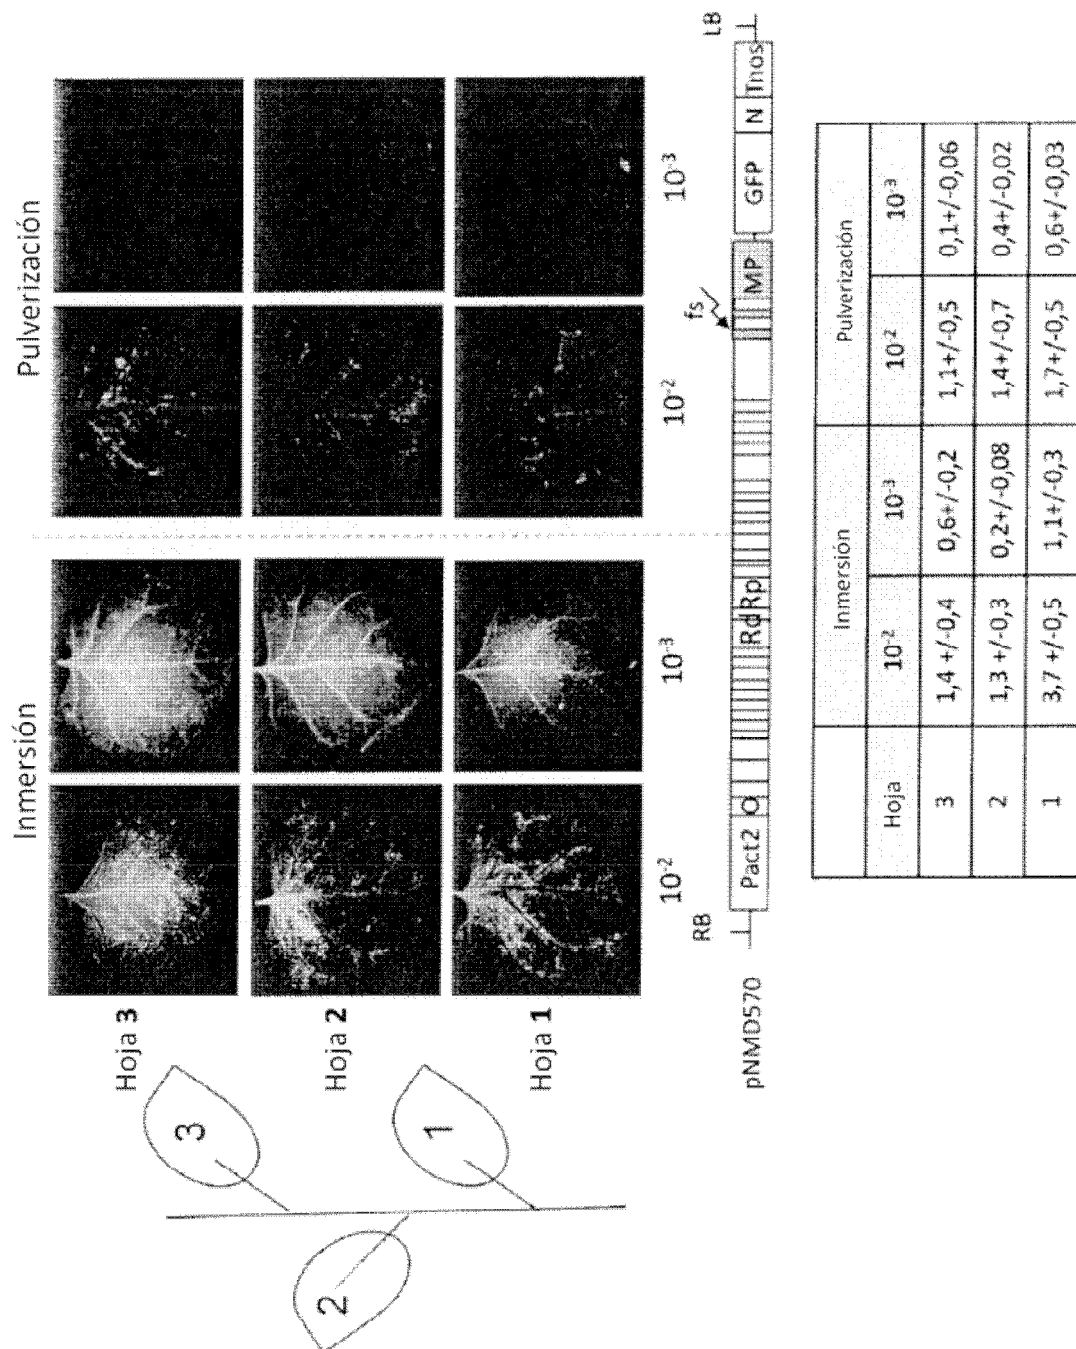 Inmersión
Pulverización
Hoja 3
Hoja 2
Hoja 1
10⁻²
10⁻³
10⁻²
10⁻³
3
2
1
pNMD570
RB
Pact2
O
Rd
Rp
fs
MP
GFP
N
Tnos
LB
Inmersión
Pulverización
Hoja
10⁻²
10⁻³
10⁻²
10⁻³
3
1,4 +/-0,4
0,6+/-0,2
1,1+/-0,5
0,1+/-0,06
2
1,3 +/-0,3
0,2+/-0,08
1,4+/-0,7
0,4+/-0,02
1
3,7 +/-0,5
1,1+/-0,3
1,7+/-0,5
0,6+/-0,03